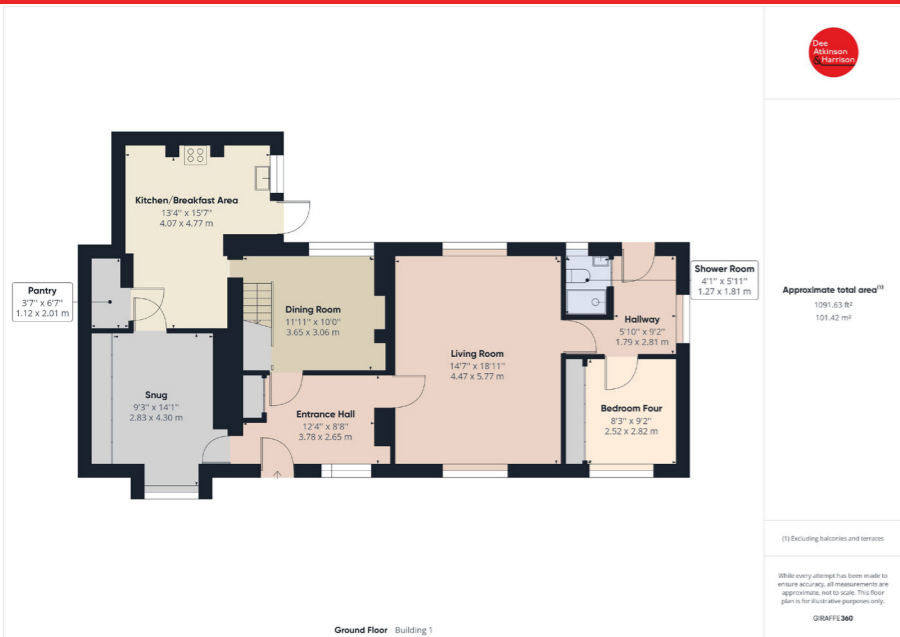 Dee
Atkinson
& Harrison
Kitchen/Breakfast Area
13'4" x 15'7"
4.07 x 4.77 m
Pantry
3'7" x 6'7"
1.12 x 2.01 m
Dining Room
11'11" x 10'0"
3.65 x 3.06 m
Shower Room
4'1" x 5'11"
1.27 x 1.81 m
Hallway
5'10" x 9'2"
1.79 x 2.81 m
Living Room
14'7" x 18'11"
4.47 x 5.77 m
Snug
9'3" x 14'1"
2.83 x 4.30 m
Entrance Hall
12'4" x 8'8"
3.78 x 2.65 m
Bedroom Four
8'3" x 9'2"
2.52 x 2.82 m
Approximate total area(1)
1091.63 ft²
101.42 m²
(1) Excluding balconies and terraces
While every attempt has been made to
ensure accuracy, all measurements are
approximate, not to scale. This floor
plan is for illustrative purposes only.
GIRAFFE360
Ground Floor Building 1